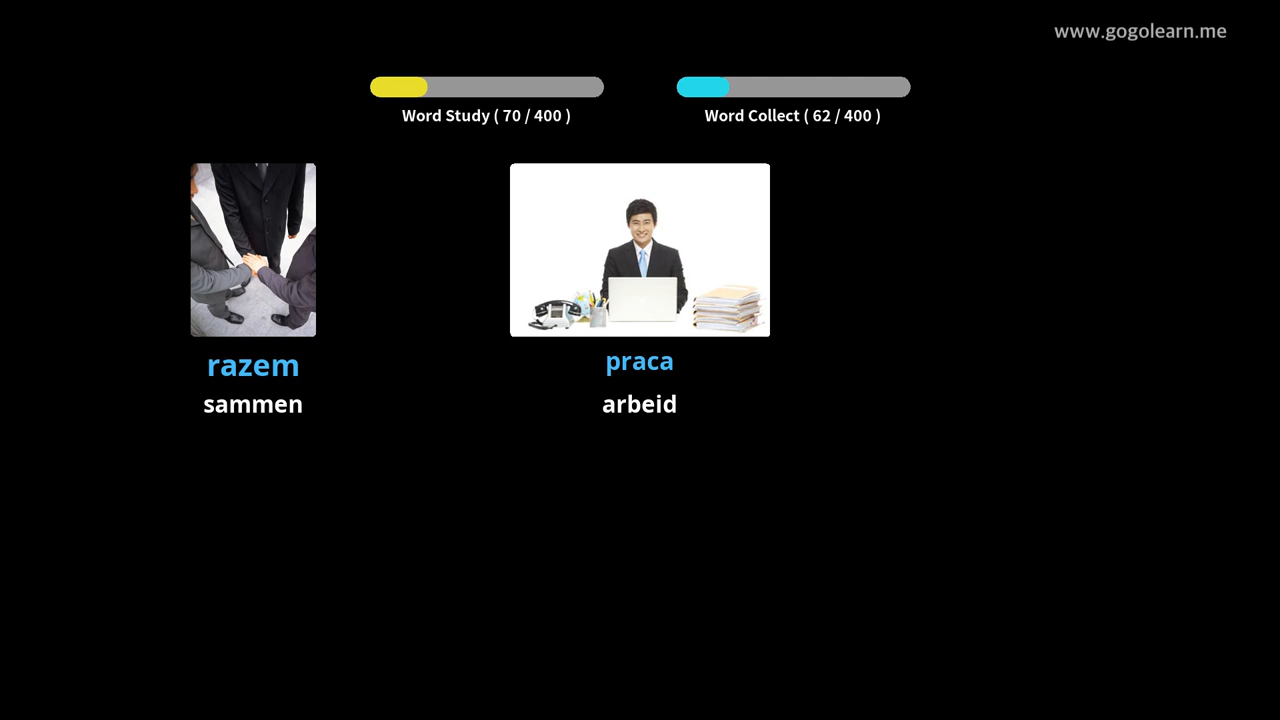 www.gogolearn.me
Word Study ( 70 / 400 )
Word Collect ( 62 / 400 )
razem
sammen
praca
arbeid